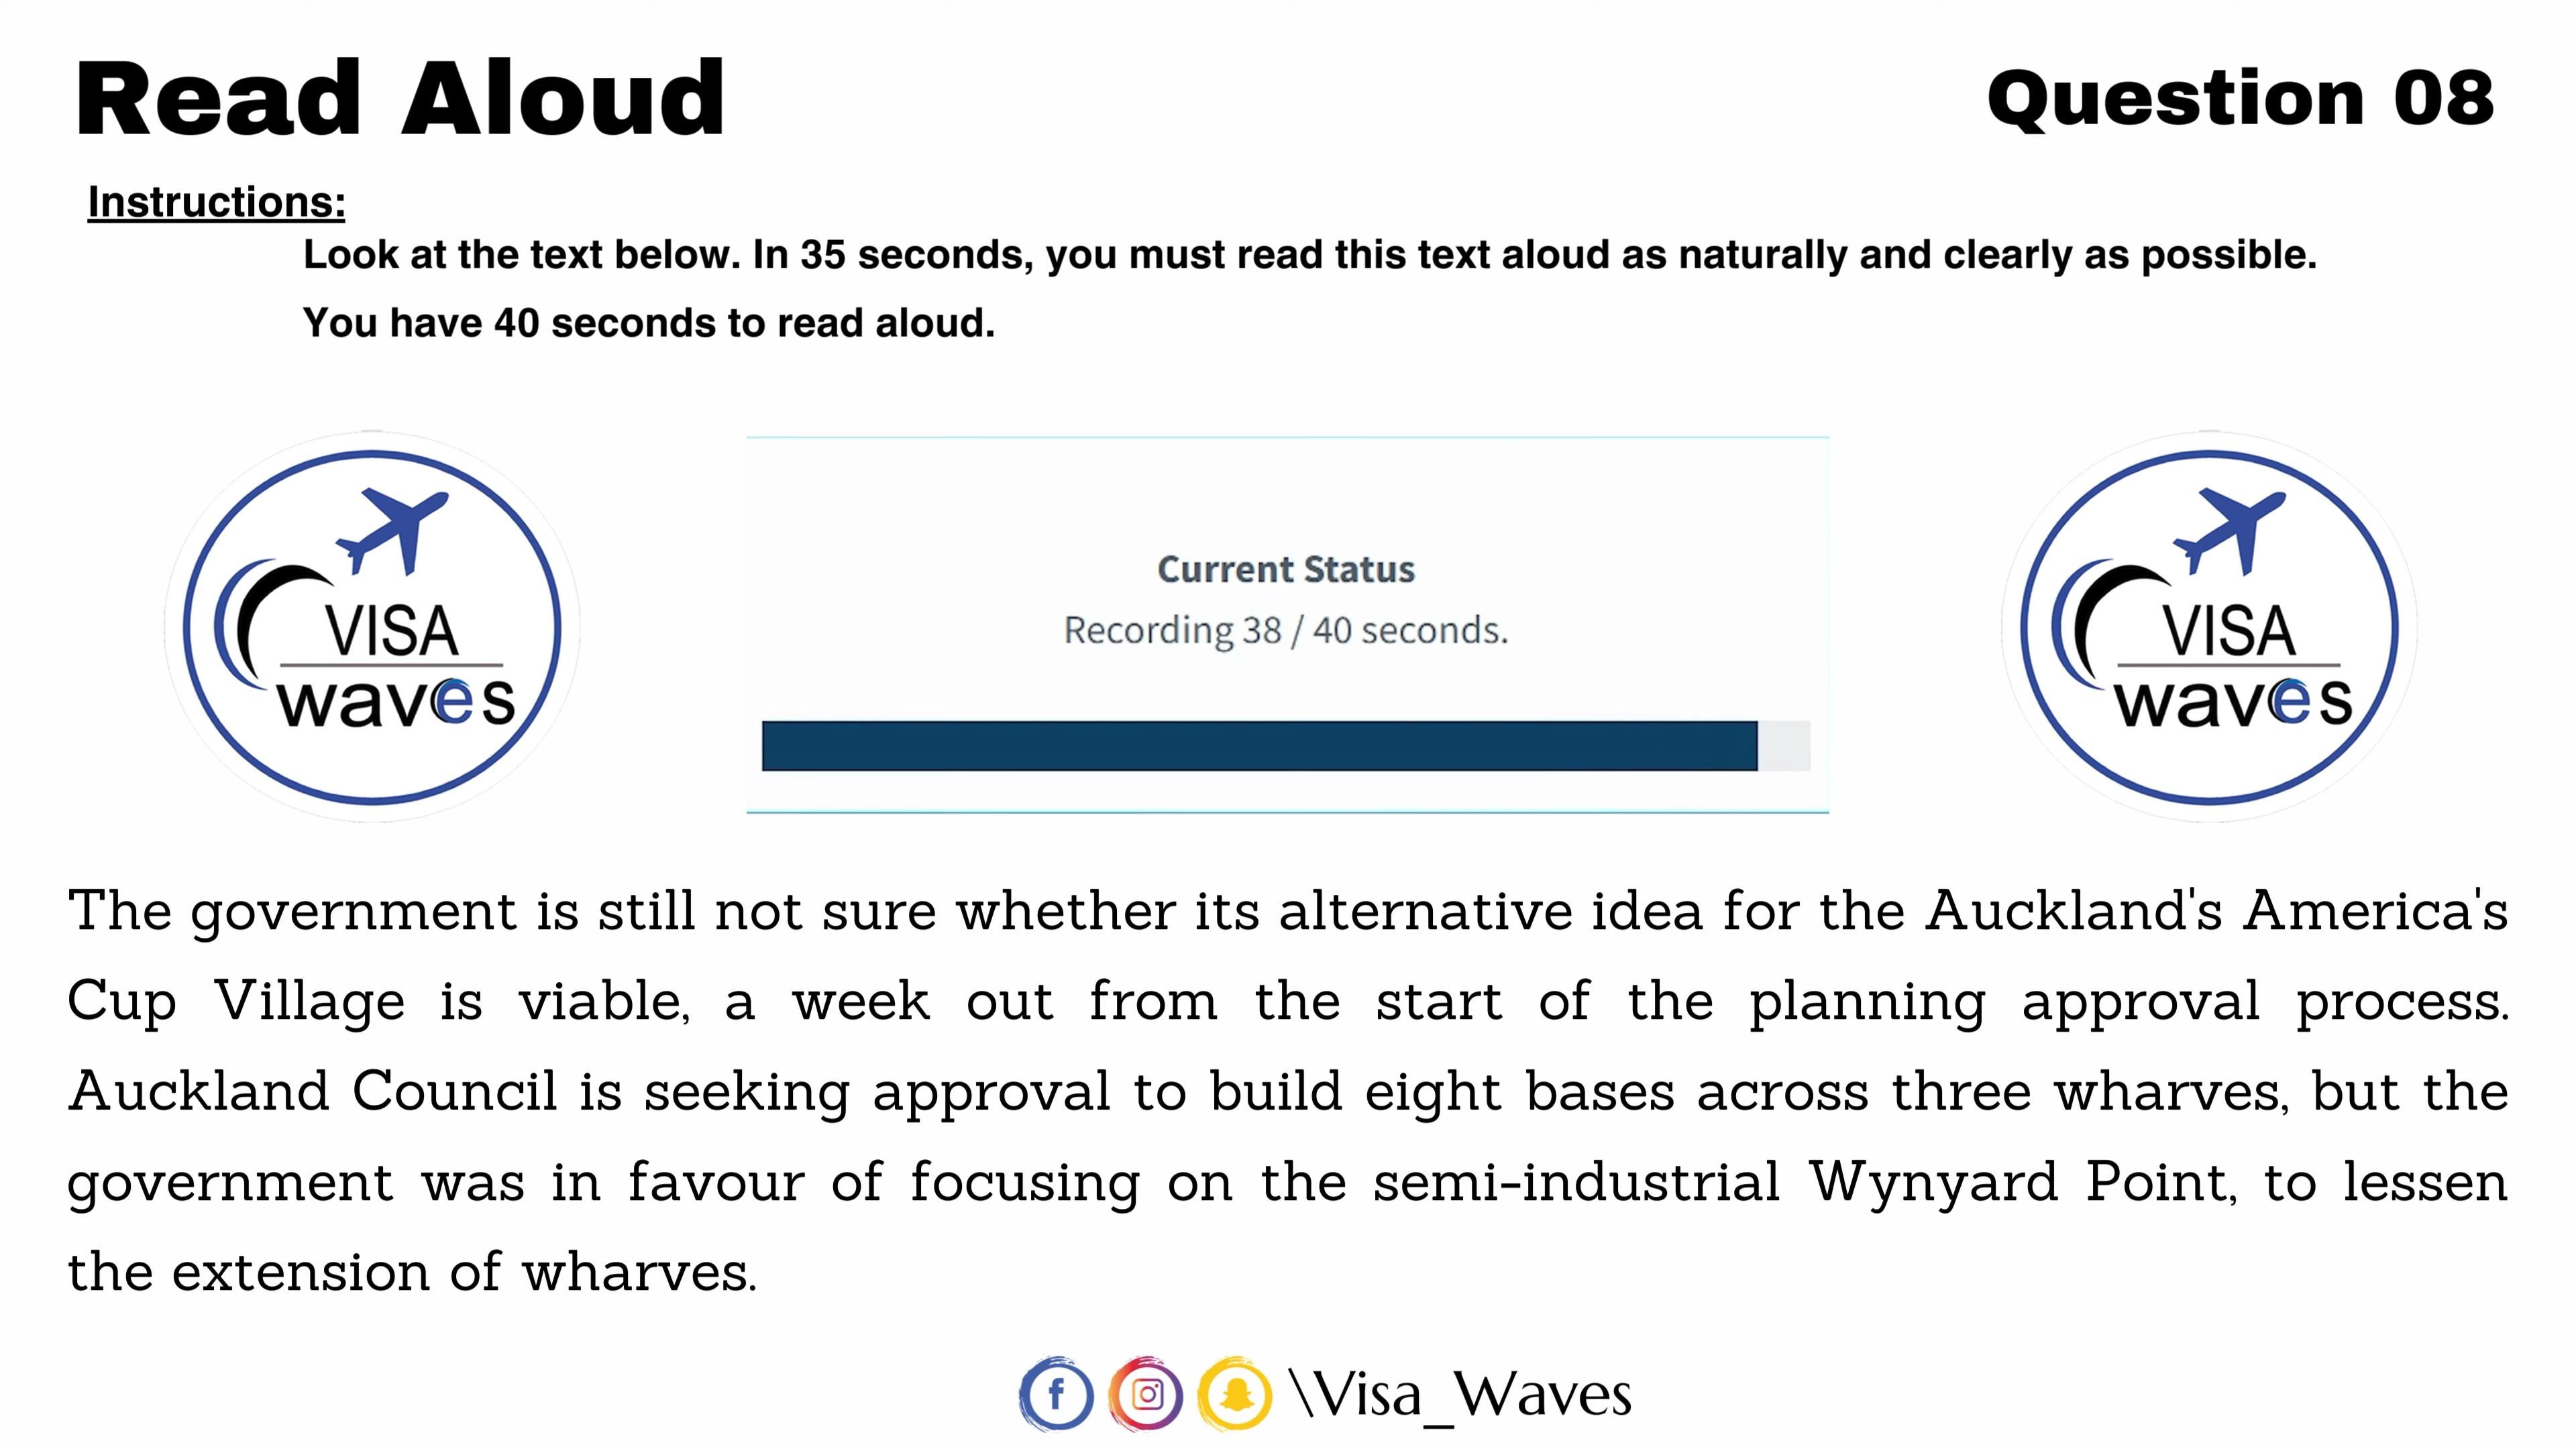 Read Aloud
Question 08
Instructions:
Look at the text below. In 35 seconds, you must read this text aloud as naturally and clearly as possible.
You have 40 seconds to read aloud.
VISA
waves
Current Status
Recording 38 / 40 seconds.
VISA
waves
The government is still not sure whether its alternative idea for the Auckland's America's
Cup Village is viable, a week out from the start of the planning approval process.
Auckland Council is seeking approval to build eight bases across three wharves, but the
government was in favour of focusing on the semi-industrial Wynyard Point, to lessen
the extension of wharves.
\Visa_Waves